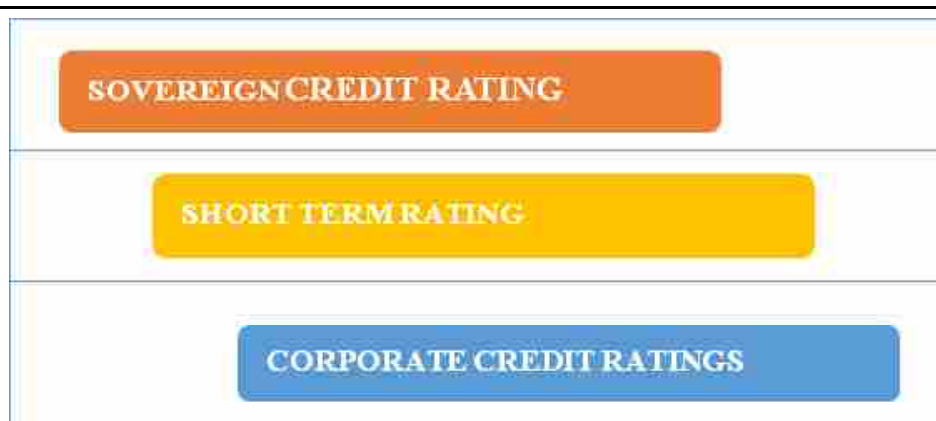 SOVEREIGN CREDIT RATING
SHORT TERM RATING
CORPORATE CREDIT RATINGS